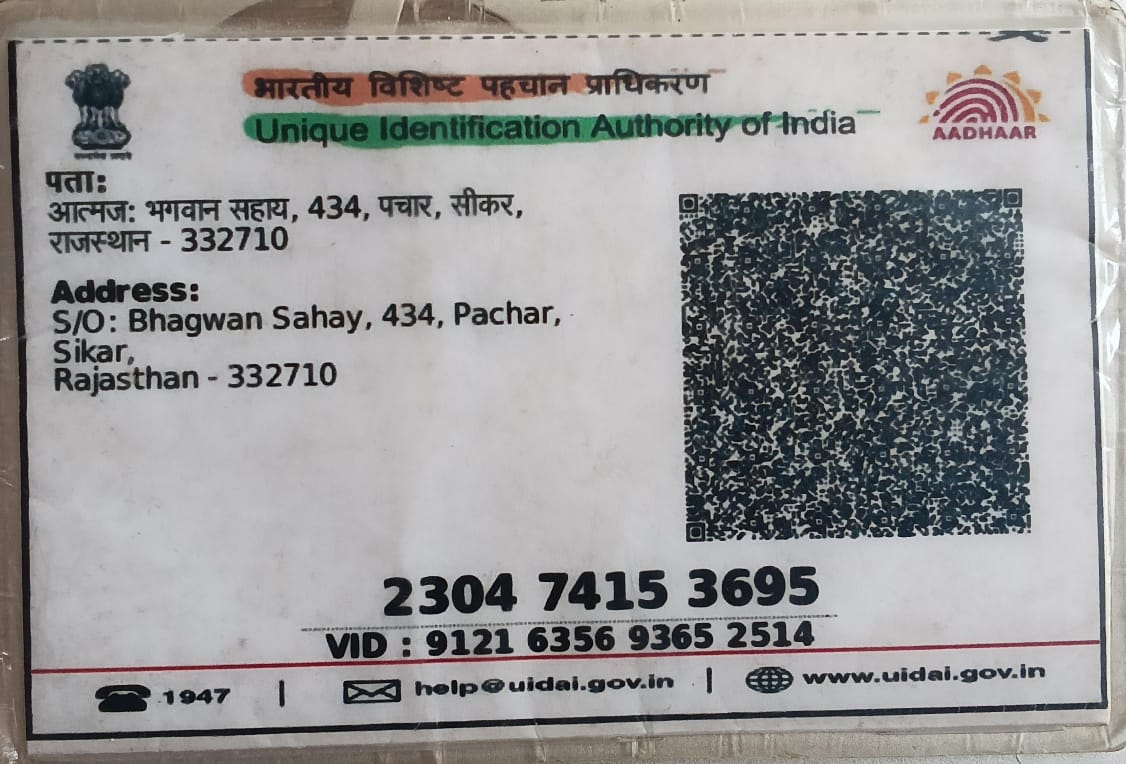 भारतीय विशिष्ट पहचान प्राधिकरण
Unique Identification Authority of India
AADHAAR
पता:
आत्मज: भगवान सहाय, 434, पचार, सीकर,
राजस्थान - 332710
Address:
S/O: Bhagwan Sahay, 434, Pachar,
Sikar,
Rajasthan - 332710
2304 7415 3695
VID : 9121 6356 9365 2514
1947 | help@uidai.gov.in | www.uidai.gov.in